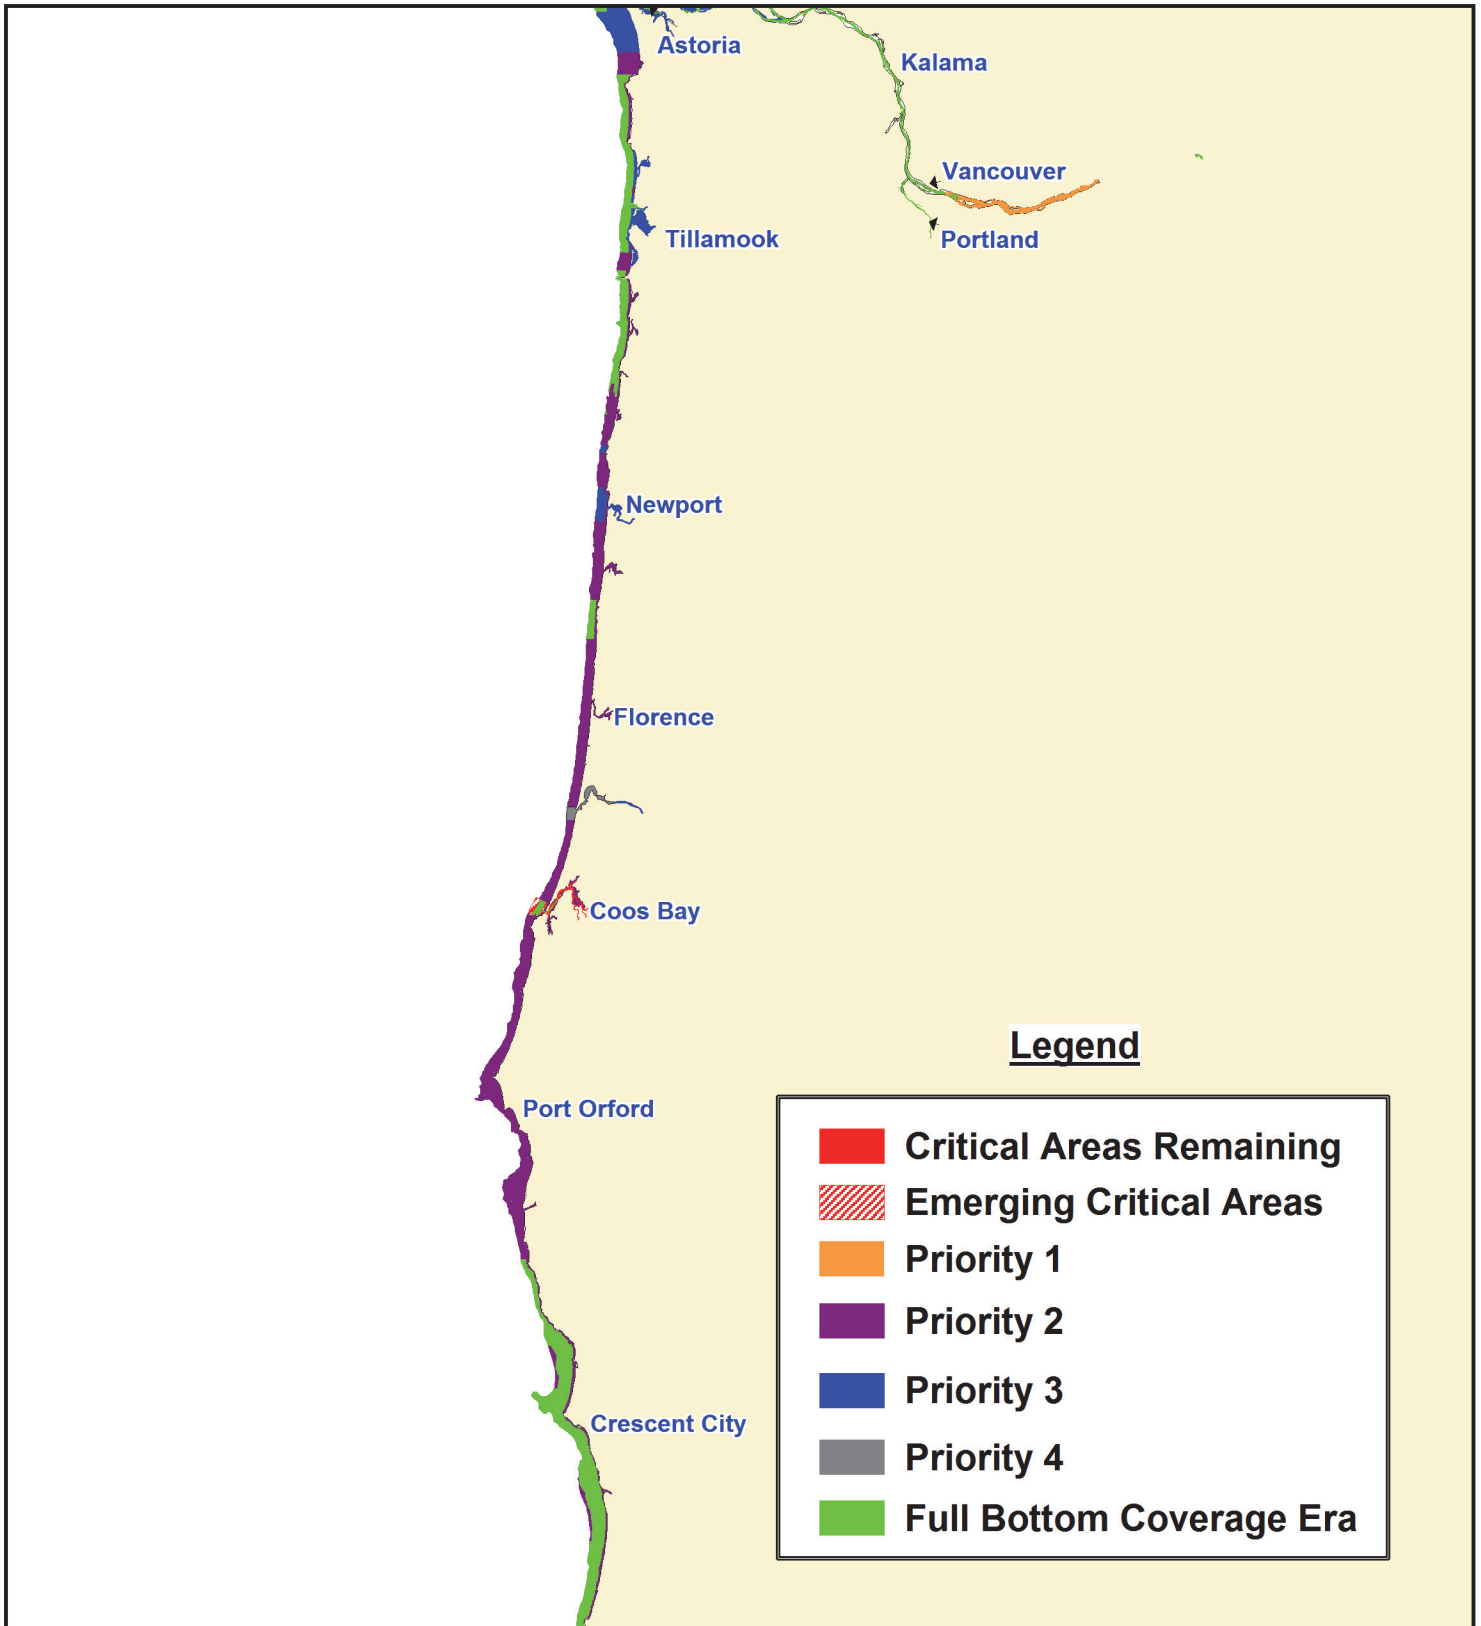 Astoria
Kalama
Vancouver
Portland
Tillamook
Newport
Florence
Coos Bay
Port Orford
Crescent City
Legend
Critical Areas Remaining
Emerging Critical Areas
Priority 1
Priority 2
Priority 3
Priority 4
Full Bottom Coverage Era